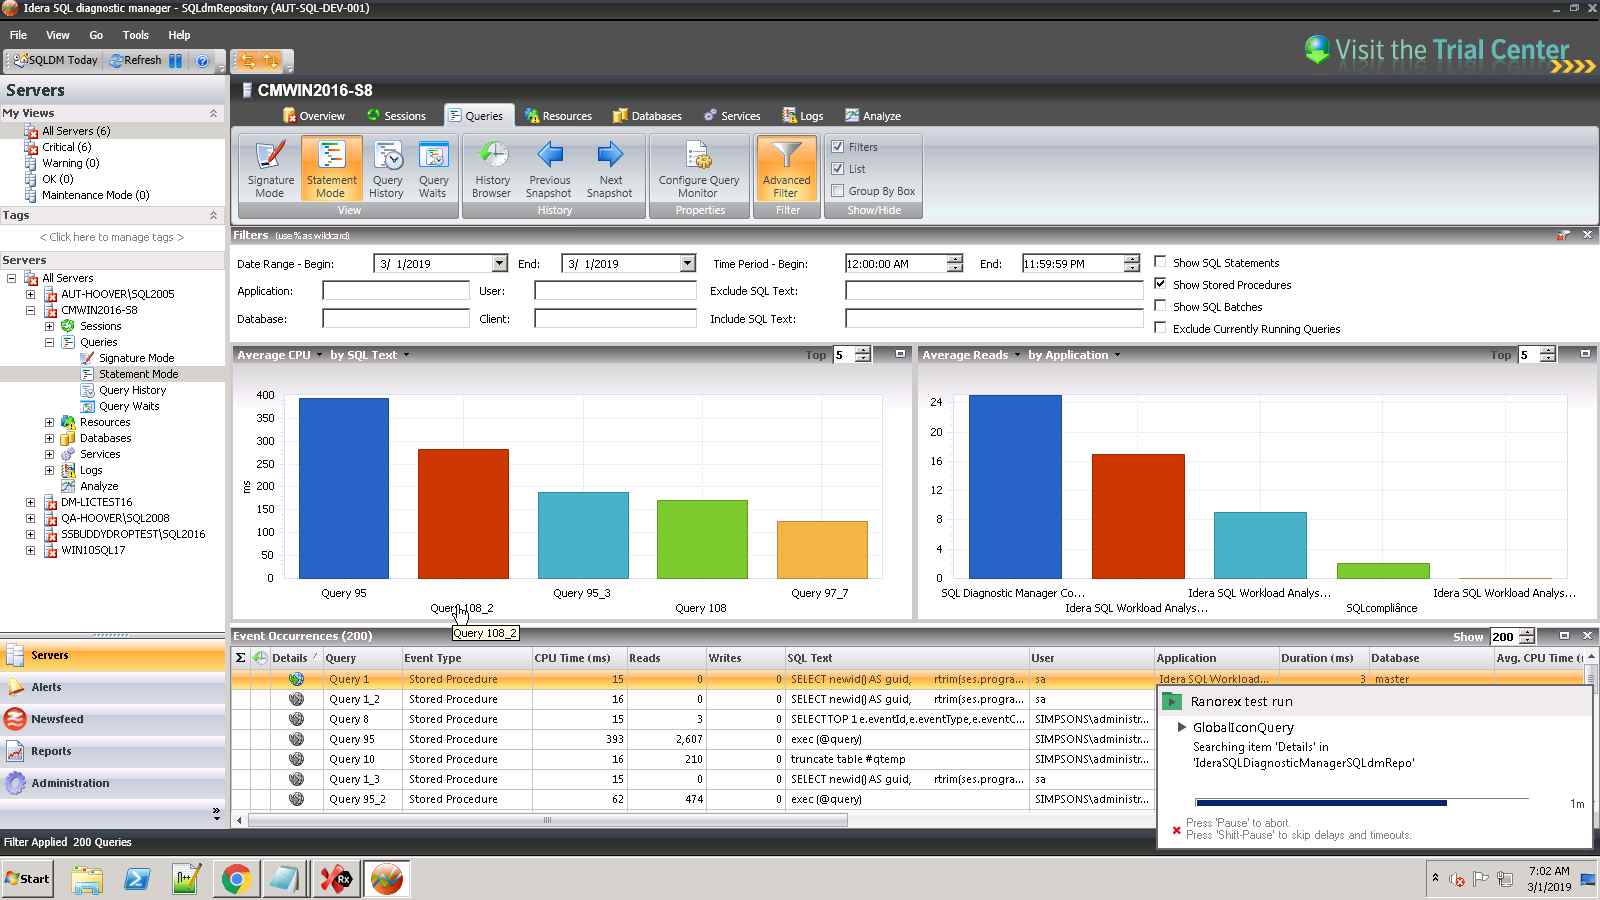 Idera SQL diagnostic manager - SQLdmRepository (AUT-SQL-DEV-001)
File View Go Tools Help
SQLDM Today Refresh
Visit the Trial Center
Servers
My Views
All Servers (6)
Critical (6)
Warning (0)
OK (0)
Maintenance Mode (0)
Tags
< Click here to manage tags >
Servers
All Servers
AUT-HOOVER\SQL2005
CMWIN2016-S8
Sessions
Queries
Signature Mode
Statement Mode
Query History
Query Waits
Resources
Databases
Services
Logs
Analyze
DM-LICTEST16
QA-HOOVER\SQL2008
SSBUDDYDROPTEST\SQL2016
WIN10SQL17
Servers
Alerts
Newsfeed
Reports
Administration
CMWIN2016-S8
Overview Sessions Queries Resources Databases Services Logs Analyze
Signature Mode
Statement Mode
Query History
Query Waits
View
History Browser
Previous Snapshot
Next Snapshot
History
Configure Query Monitor
Properties
Advanced Filter
Filter
Filters
List
Group By Box
Show/Hide
Filters (use % as wildcard)
Date Range - Begin: 3/ 1/2019 End: 3/ 1/2019 Time Period - Begin: 12:00:00 AM End: 11:59:59 PM
Application: User: Exclude SQL Text:
Database: Client: Include SQL Text:
Show SQL Statements
Show Stored Procedures
Show SQL Batches
Exclude Currently Running Queries
Average CPU by SQL Text Top 5
400
350
300
250
200
150
100
50
0
ms
Query 95
Query 108_2
Query 95_3
Query 108
Query 97_7
Query 108_2
Average Reads by Application Top 5
24
20
16
12
8
4
0
SQL Diagnostic Manager Co...
Idera SQL Workload Analys...
Idera SQL Workload Analys...
SQLcompliance
Idera SQL Workload Analys...
Event Occurrences (200) Show 200
Σ Details Query Event Type CPU Time (ms) Reads Writes SQL Text User Application Duration (ms) Database Avg. CPU Time (
Query 1 Stored Procedure 15 0 0 SELECT newid() AS guid, rtrim(ses.progra... sa Idera SQL Workload... 3 master
Query 1_2 Stored Procedure 16 0 0 SELECT newid() AS guid, rtrim(ses.progra... sa
Query 8 Stored Procedure 15 3 0 SELECT TOP 1 e.eventId,e.eventType,e.eventC... SIMPSONS\administr...
Query 95 Stored Procedure 393 2,607 0 exec (@query) SIMPSONS\administr...
Query 10 Stored Procedure 16 210 0 truncate table #qtemp SIMPSONS\administr...
Query 1_3 Stored Procedure 15 0 0 SELECT newid() AS guid, rtrim(ses.progra... sa
Query 95_2 Stored Procedure 62 474 0 exec (@query) SIMPSONS\administr...
Ranorex test run
GlobalIconQuery
Searching item 'Details' in
'IderaSQLDiagnosticManagerSQLdmRepo'
1m
Press 'Pause' to abort.
Press 'Shift-Pause' to skip delays and timeouts.
Filter Applied 200 Queries
Start
Rx
7:02 AM
3/1/2019